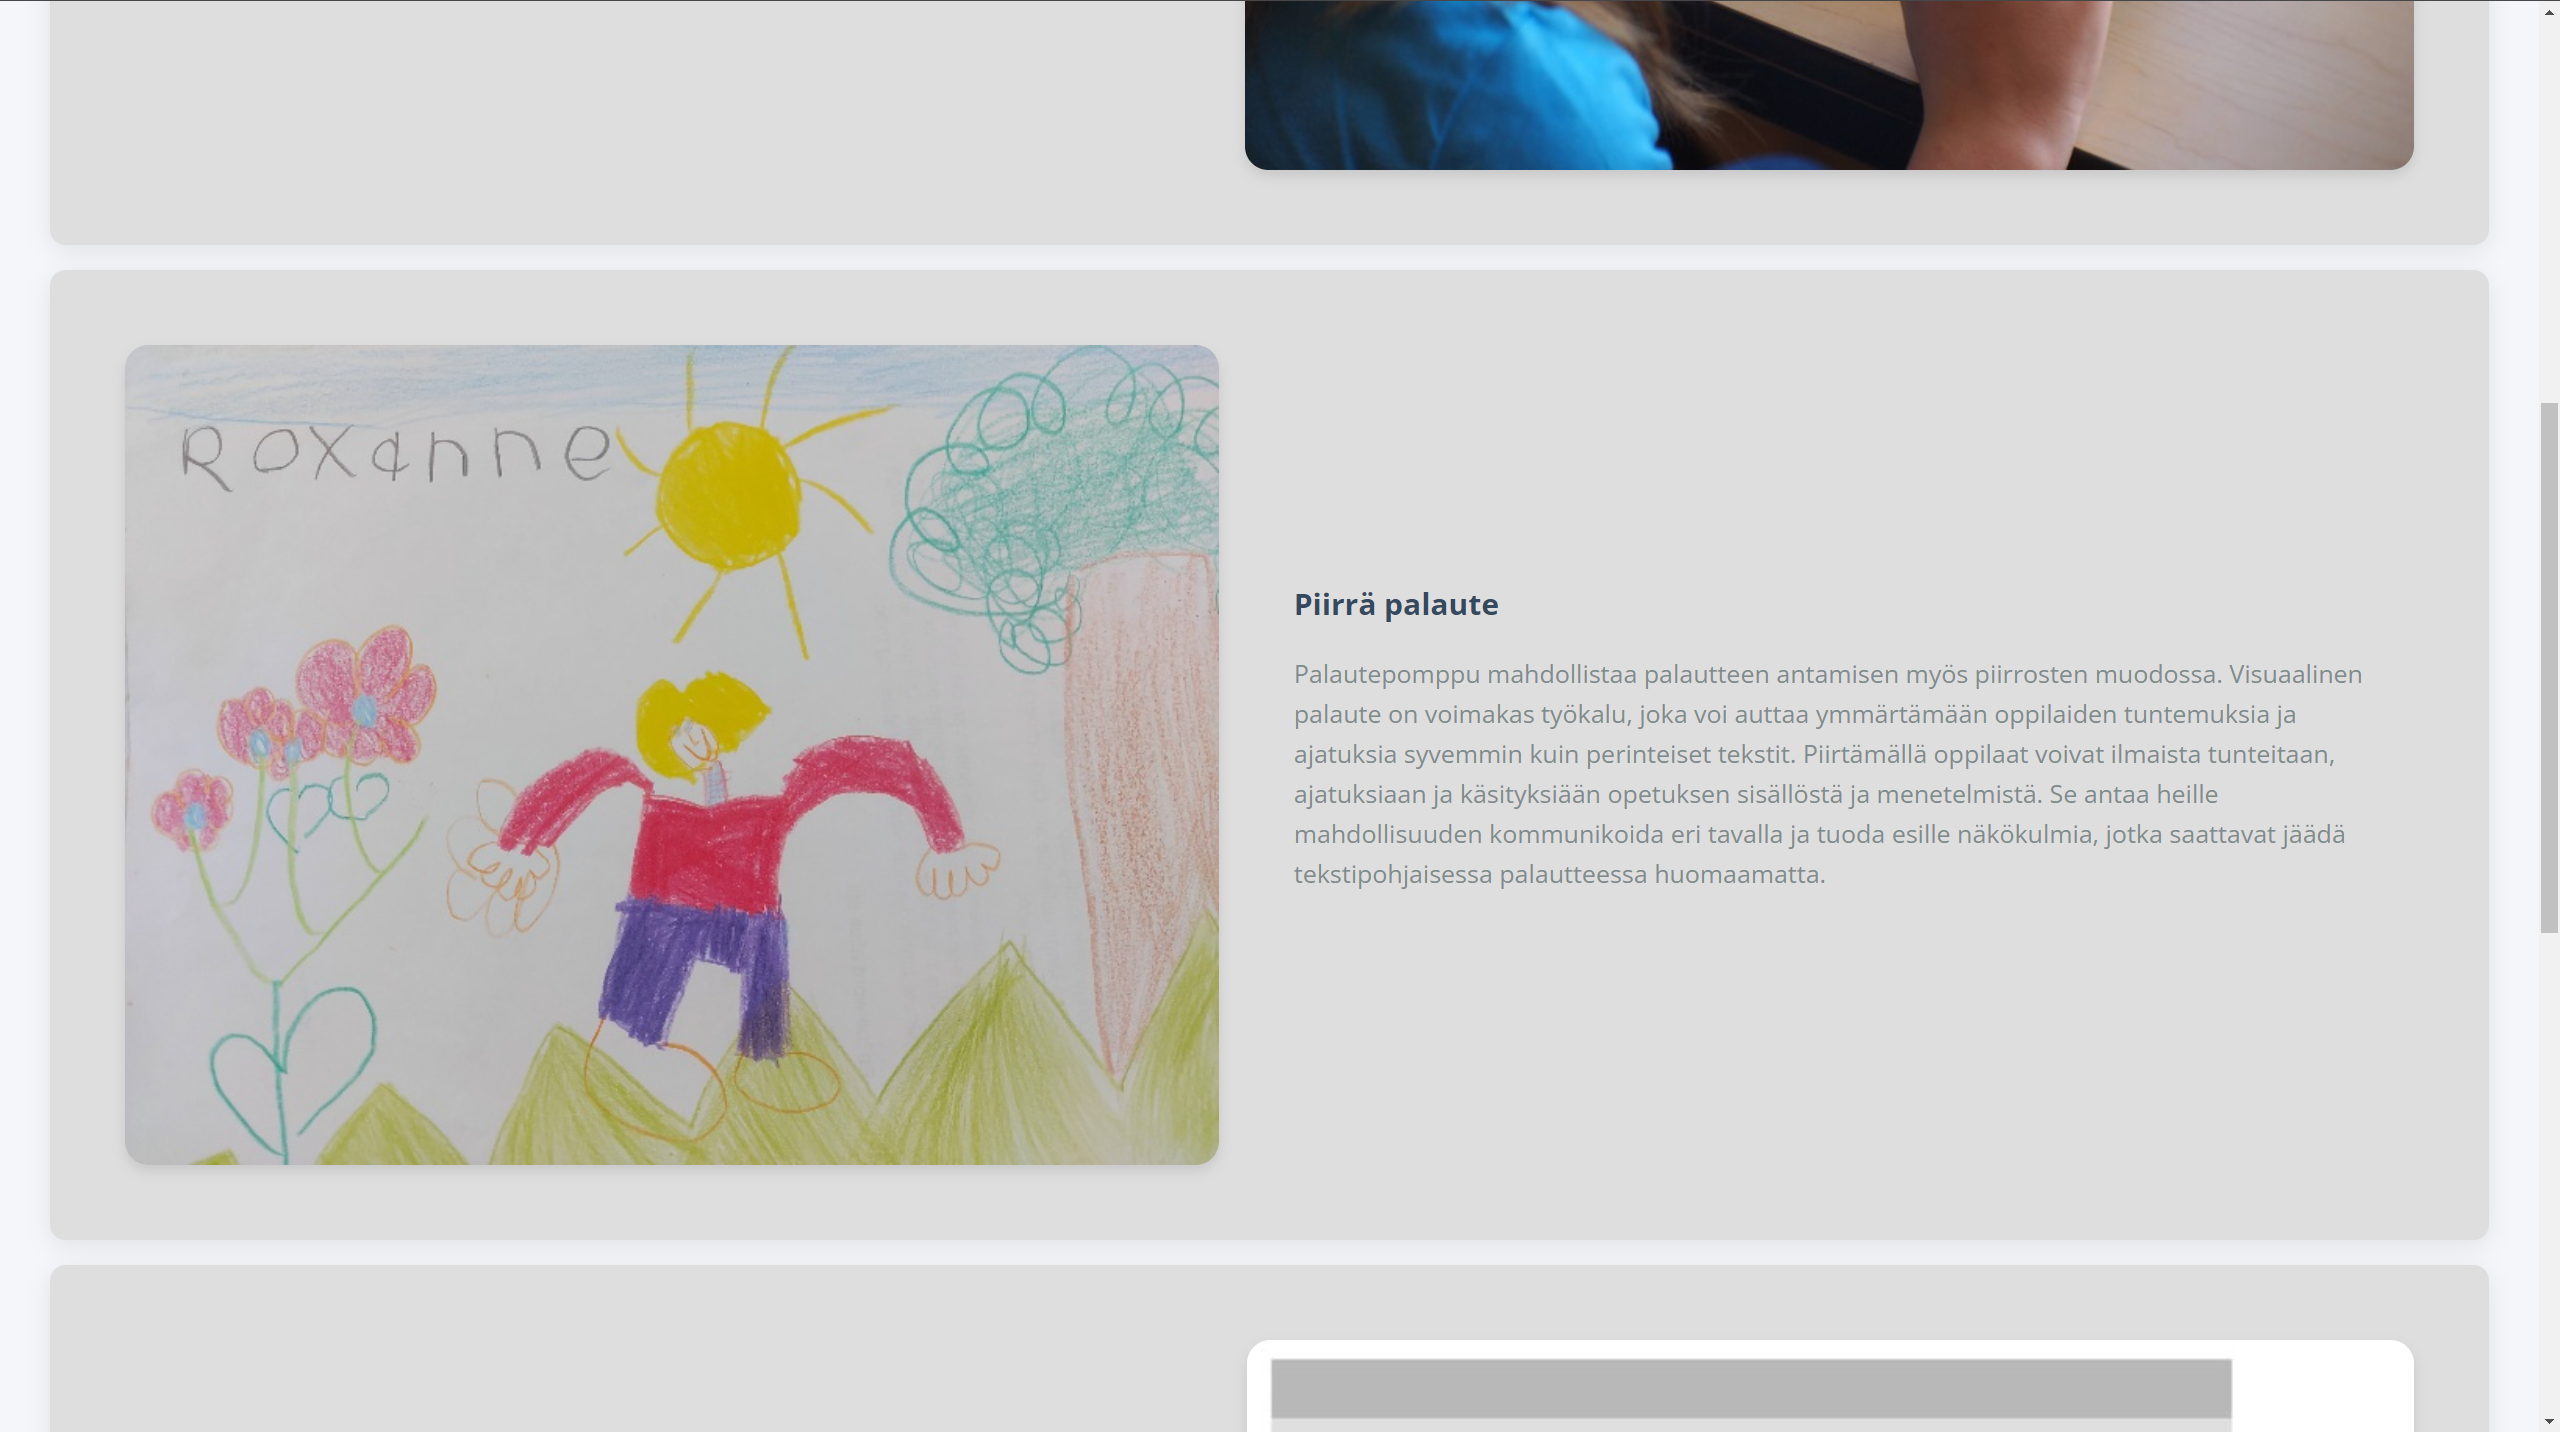 Roxanne
Piirrä palaute
Palautepomppu mahdollistaa palautteen antamisen myös piirrosten muodossa. Visuaalinen
palaute on voimakas työkalu, joka voi auttaa ymmärtämään oppilaiden tuntemuksia ja
ajatuksia syvemmin kuin perinteiset tekstit. Piirtämällä oppilaat voivat ilmaista tunteitaan,
ajatuksiaan ja käsityksiään opetuksen sisällöstä ja menetelmistä. Se antaa heille
mahdollisuuden kommunikoida eri tavalla ja tuoda esille näkökulmia, jotka saattavat jäädä
tekstipohjaisessa palautteessa huomaamatta.